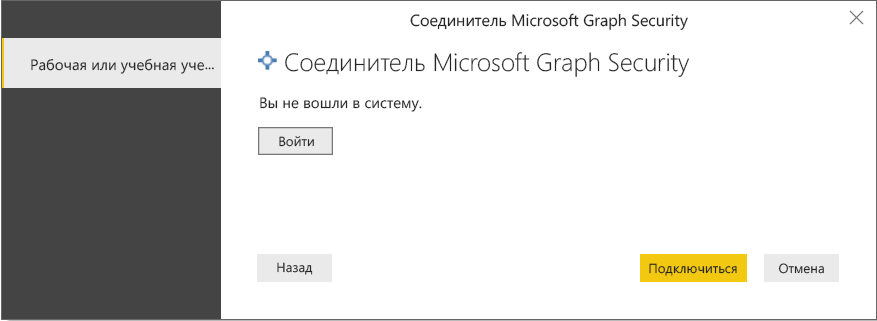 Соединитель Microsoft Graph Security
Рабочая или учебная уче...
Соединитель Microsoft Graph Security
Вы не вошли в систему.
Войти
Назад
Подключиться
Отмена